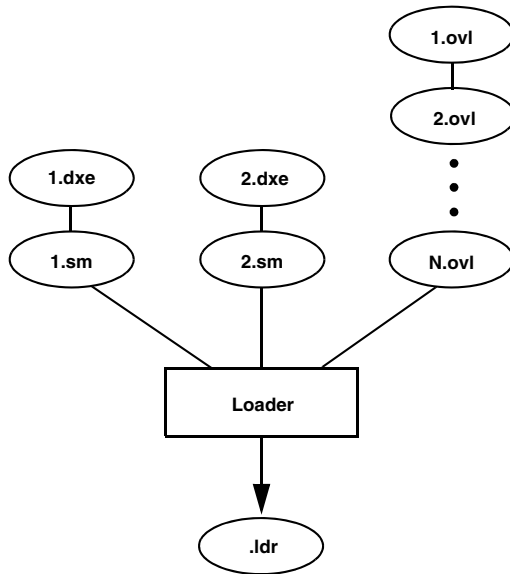 1.ovl
2.ovl
1.dxe
2.dxe
1.sm
2.sm
N.ovl
Loader
.ldr